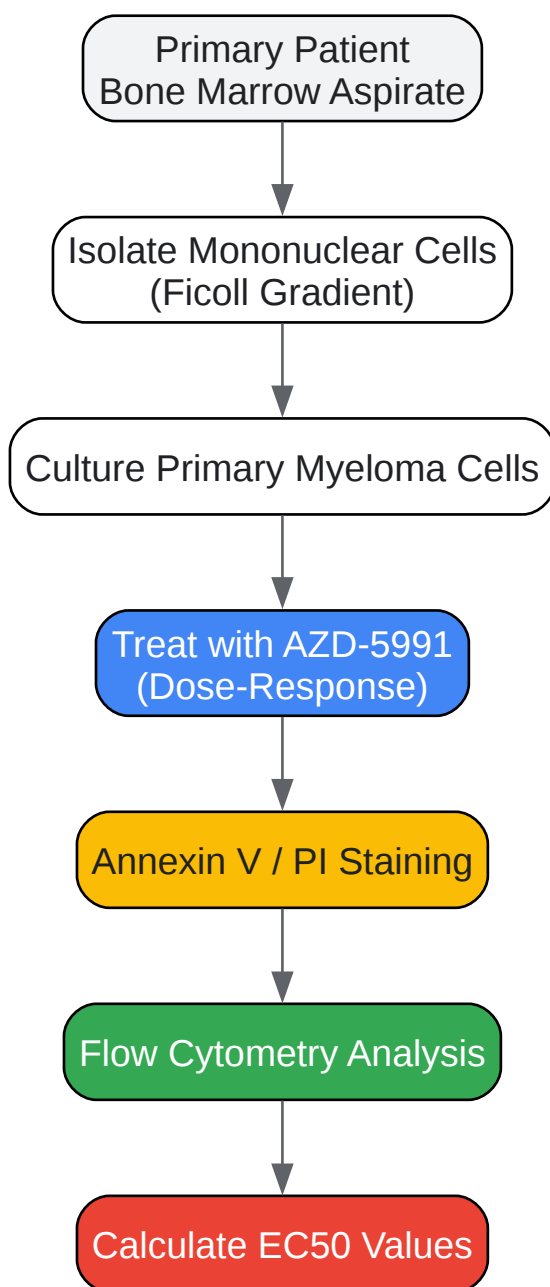 Primary Patient
Bone Marrow Aspirate
Isolate Mononuclear Cells
(Ficoll Gradient)
Culture Primary Myeloma Cells
Treat with AZD-5991
(Dose-Response)
Annexin V / PI Staining
Flow Cytometry Analysis
Calculate EC50 Values